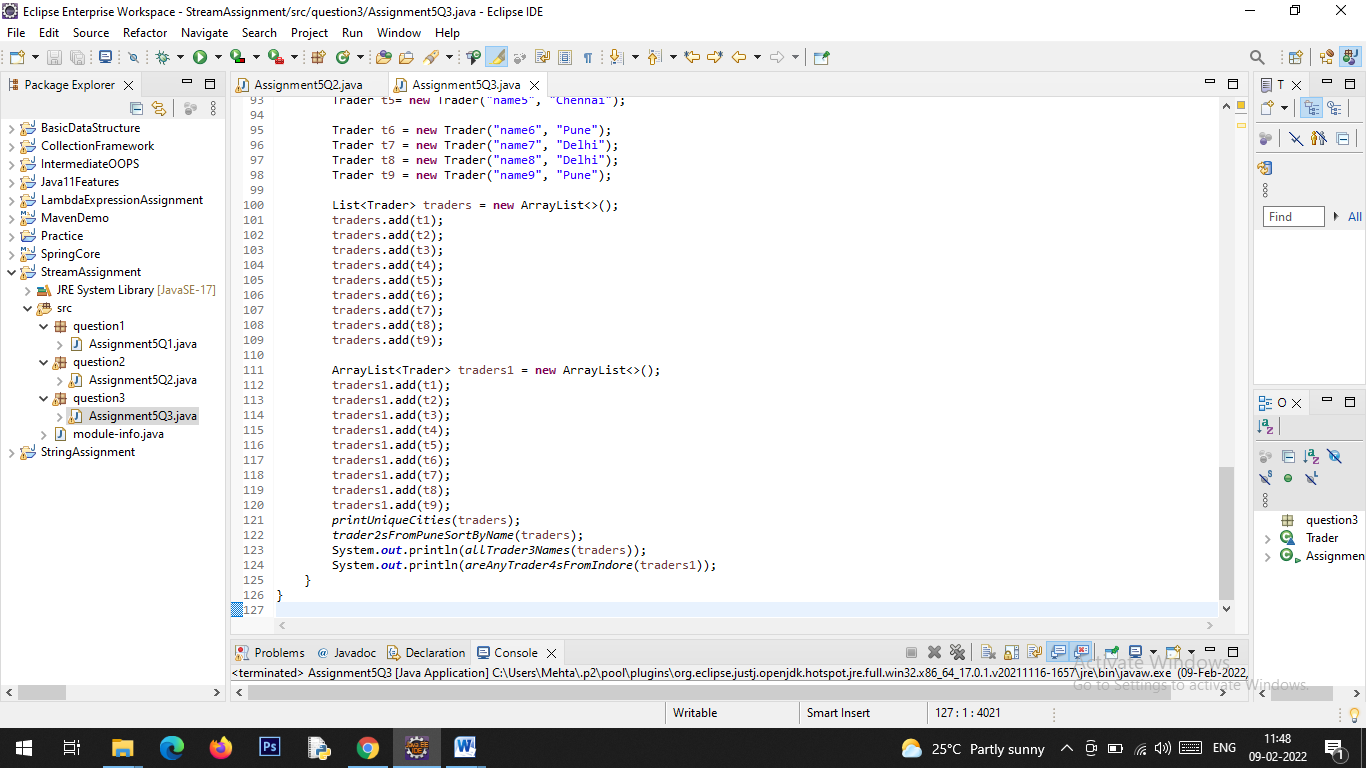 Eclipse Enterprise Workspace - StreamAssignment/src/question3/Assignment5Q3.java - Eclipse IDE
File Edit Source Refactor Navigate Search Project Run Window Help
Package Explorer
BasicDataStructure
CollectionFramework
IntermediateOOPS
Java11Features
LambdaExpressionAssignment
MavenDemo
Practice
SpringCore
StreamAssignment
JRE System Library [JavaSE-17]
src
question1
Assignment5Q1.java
question2
Assignment5Q2.java
question3
Assignment5Q3.java
module-info.java
StringAssignment
Assignment5Q2.java Assignment5Q3.java
93 Trader t5= new Trader("name5", "Chennai");
94
95 Trader t6 = new Trader("name6", "Pune");
96 Trader t7 = new Trader("name7", "Delhi");
97 Trader t8 = new Trader("name8", "Delhi");
98 Trader t9 = new Trader("name9", "Pune");
99
100 List<Trader> traders = new ArrayList<>();
101 traders.add(t1);
102 traders.add(t2);
103 traders.add(t3);
104 traders.add(t4);
105 traders.add(t5);
106 traders.add(t6);
107 traders.add(t7);
108 traders.add(t8);
109 traders.add(t9);
110
111 ArrayList<Trader> traders1 = new ArrayList<>();
112 traders1.add(t1);
113 traders1.add(t2);
114 traders1.add(t3);
115 traders1.add(t4);
116 traders1.add(t5);
117 traders1.add(t6);
118 traders1.add(t7);
119 traders1.add(t8);
120 traders1.add(t9);
121 printUniqueCities(traders);
122 trader2sFromPuneSortByName(traders);
123 System.out.println(allTrader3Names(traders));
124 System.out.println(areAnyTrader4sFromIndore(traders1));
125 }
126 }
127
T
Find All
O
question3
Trader
Assignmen
Problems @ Javadoc Declaration Console
<terminated> Assignment5Q3 [Java Application] C:\Users\Mehta\.p2\pool\plugins\org.eclipse.justj.openjdk.hotspot.jre.full.win32.x86_64_17.0.1.v20211116-1657\jre\bin\javaw.exe (09-Feb-2022,
Activate Windows
Go to Settings to activate Windows.
Writable Smart Insert 127 : 1 : 4021
25°C Partly sunny ENG 11:48
09-02-2022
1